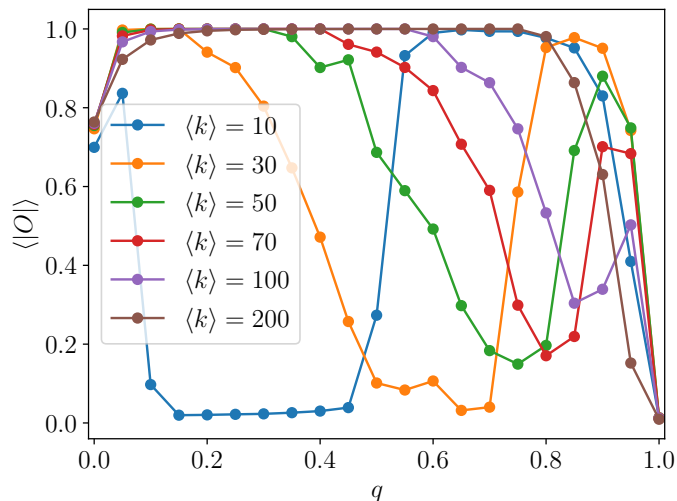 1.0
0.8
0.6
0.4
0.2
0.0
⟨|O|⟩
⟨k⟩ = 10
⟨k⟩ = 30
⟨k⟩ = 50
⟨k⟩ = 70
⟨k⟩ = 100
⟨k⟩ = 200
0.0 0.2 0.4 0.6 0.8 1.0
q